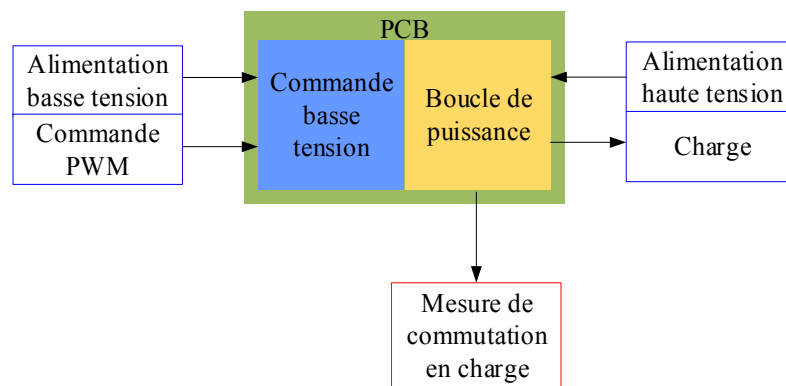 PCB
Alimentation
basse tension
Commande
PWM
Commande
basse
tension
Boucle de
puissance
Alimentation
haute tension
Charge
Mesure de
commutation
en charge